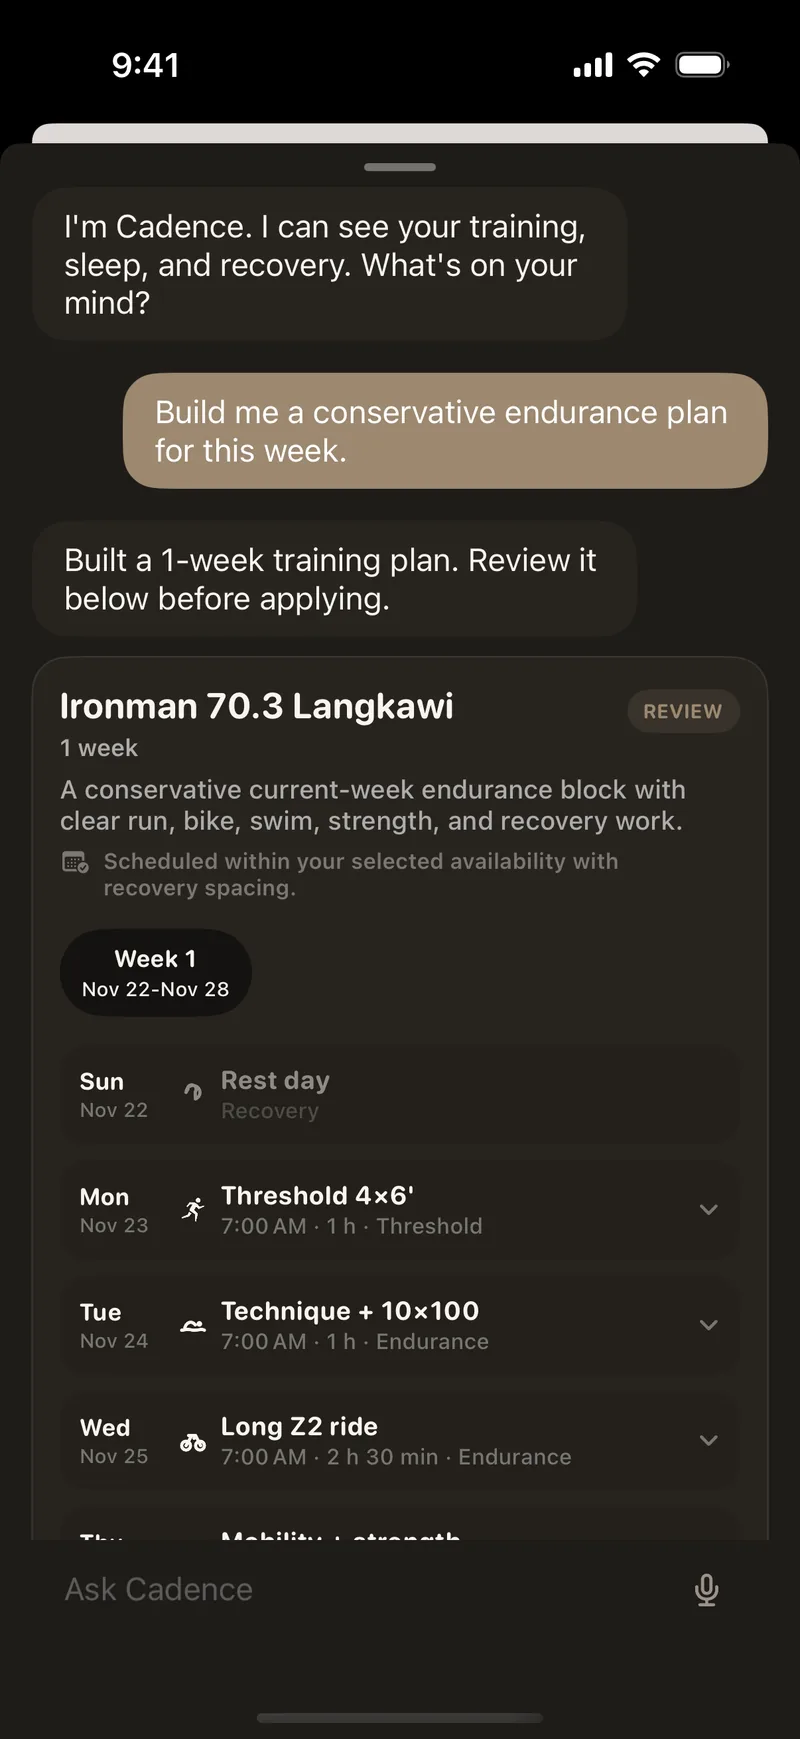 9:41
I'm Cadence. I can see your training,
sleep, and recovery. What's on your
mind?
Build me a conservative endurance plan
for this week.
Built a 1-week training plan. Review it
below before applying.
Ironman 70.3 Langkawi
REVIEW
1 week
A conservative current-week endurance block with
clear run, bike, swim, strength, and recovery work.
Scheduled within your selected availability with
recovery spacing.
Week 1
Nov 22-Nov 28
Sun
Rest day
Nov 22
Recovery
Mon
Threshold 4×6'
Nov 23
7:00 AM · 1 h · Threshold
Tue
Technique + 10×100
Nov 24
7:00 AM · 1 h · Endurance
Wed
Long Z2 ride
Nov 25
7:00 AM · 2 h 30 min · Endurance
Thu
Mobility + strength
Ask Cadence